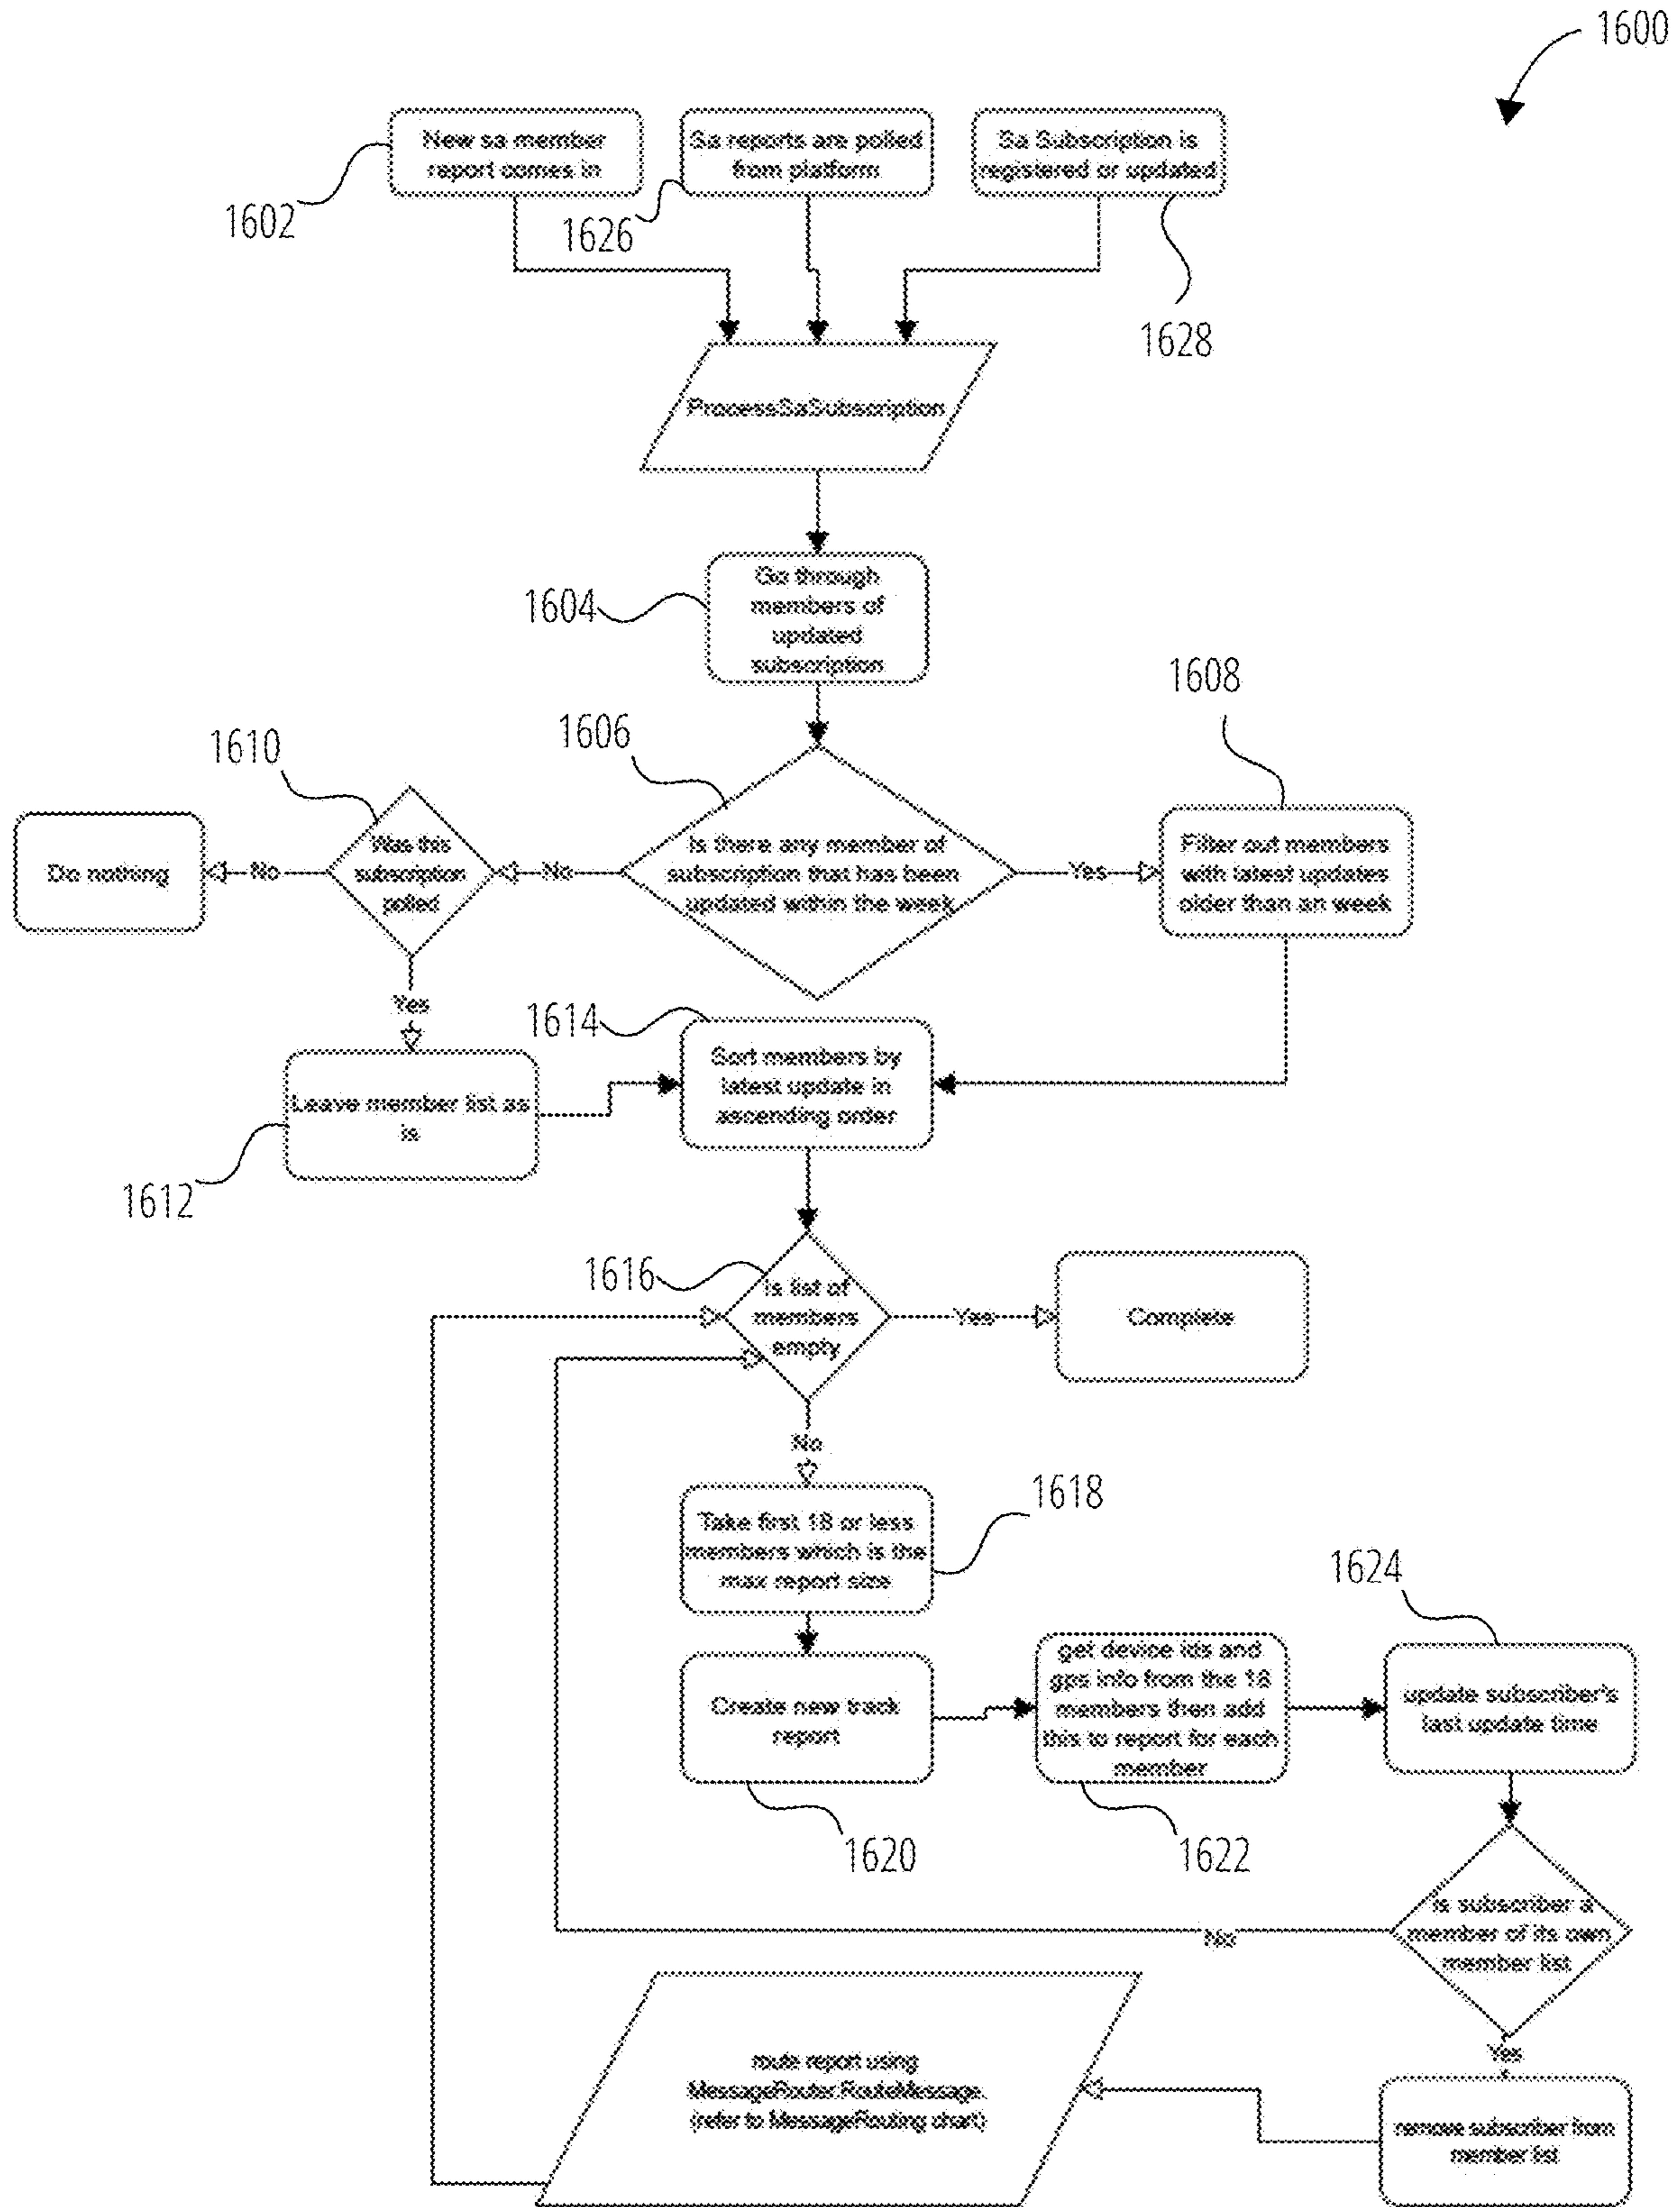 1600
New sa member
report comes in
Sa reports are polled
from platform
Sa Subscription is
registered or updated
1602
1626
1628
ProcessSaSubscription
1604
Go through
members of
updated
subscription
1608
1606
1610
Do nothing
No
Was this
subscription
polled
No
Is there any member of
subscription that has been
updated within the week
Yes
Filter out members
with latest updates
older than an week
Yes
1614
Sort members by
latest update in
ascending order
Leave member list as
is
1612
1616
is list of
members
empty
Yes
Complete
No
1618
Take first 18 or less
members which is the
max report size
1624
Create new track
report
get device ids and
gps info from the 18
members then add
this to report for each
member
update subscriber's
last update time
1620
1622
is subscriber a
member of its own
member list
No
Yes
route report using
MessageRouter.RouteMessage.
(refer to MessageRouting chart)
remove subscriber from
member list